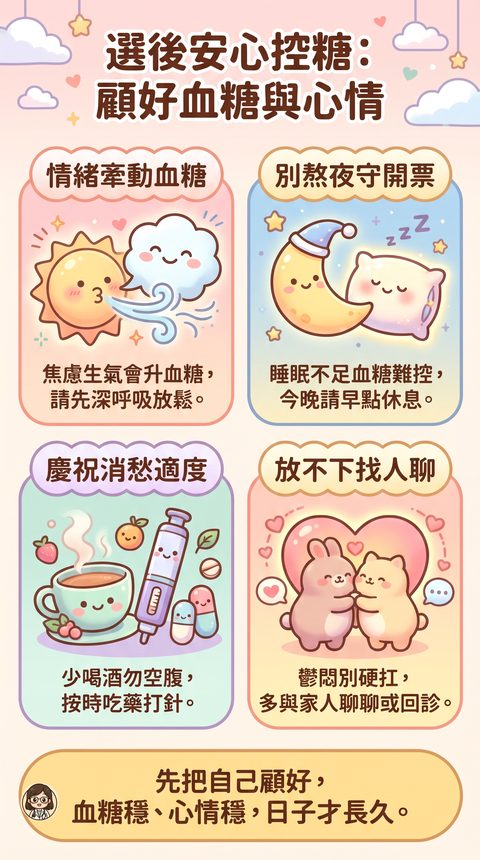 選後安心控糖：
顧好血糖與心情
情緒牽動血糖
焦慮生氣會升血糖，
請先深呼吸放鬆。
別熬夜守開票
zzz
睡眠不足血糖難控，
今晚請早點休息。
慶祝消愁適度
少喝酒勿空腹，
按時吃藥打針。
放不下找人聊
鬱悶別硬扛，
多與家人聊聊或回診。
先把自己顧好，
血糖穩、心情穩，日子才長久。